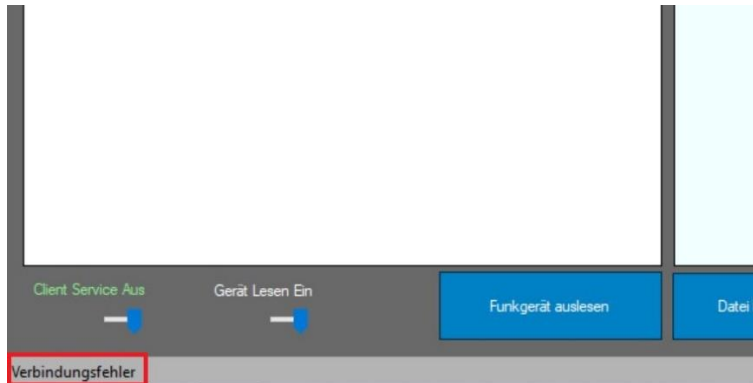 Client Service Aus
Gerät Lesen Ein
Funkgerät auslesen
Datei
Verbindungsfehler